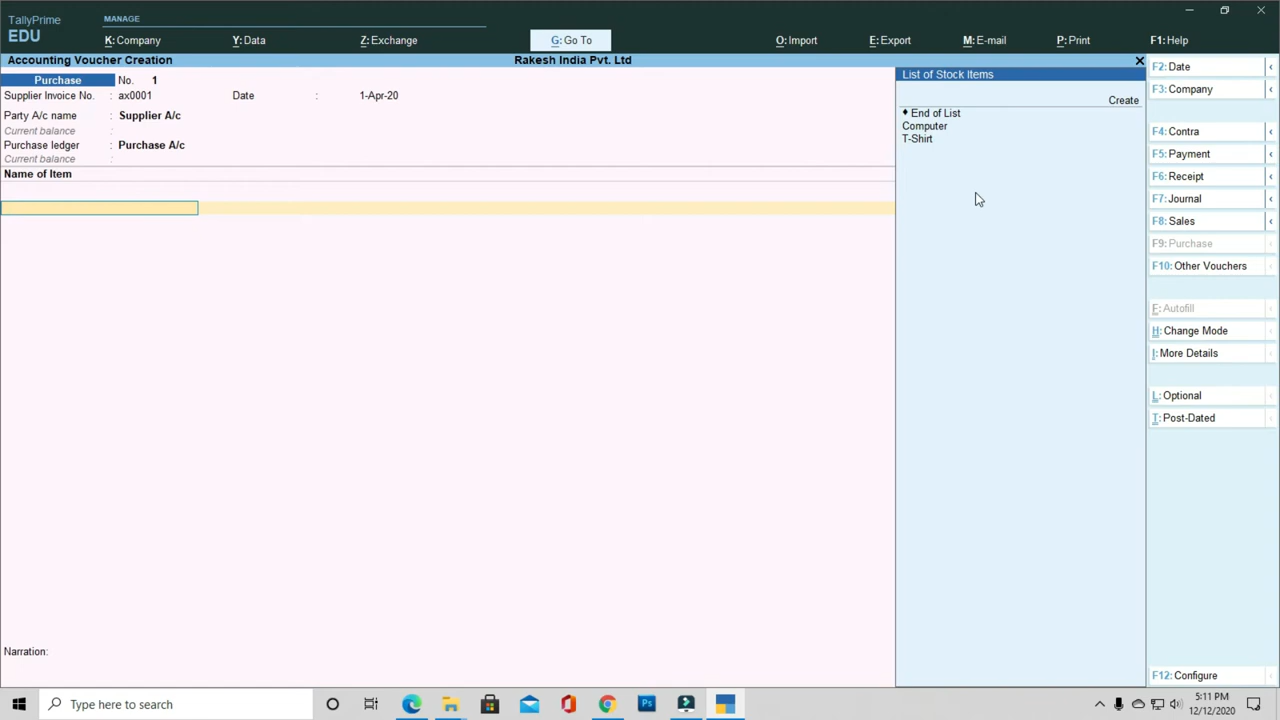 TallyPrime
EDU
MANAGE
K: Company
Y: Data
Z: Exchange
G: Go To
O: Import
E: Export
M: E-mail
P: Print
F1: Help
Accounting Voucher Creation
Rakesh India Pvt. Ltd
Purchase No. 1
Supplier Invoice No. : ax0001 Date : 1-Apr-20
Party A/c name : Supplier A/c
Current balance :
Purchase ledger : Purchase A/c
Current balance :
Name of Item
Narration:
List of Stock Items
Create
♦ End of List
Computer
T-Shirt
F2: Date
F3: Company
F4: Contra
F5: Payment
F6: Receipt
F7: Journal
F8: Sales
F9: Purchase
F10: Other Vouchers
F: Autofill
H: Change Mode
I: More Details
L: Optional
T: Post-Dated
F12: Configure
Type here to search
Ps
5:11 PM
12/12/2020